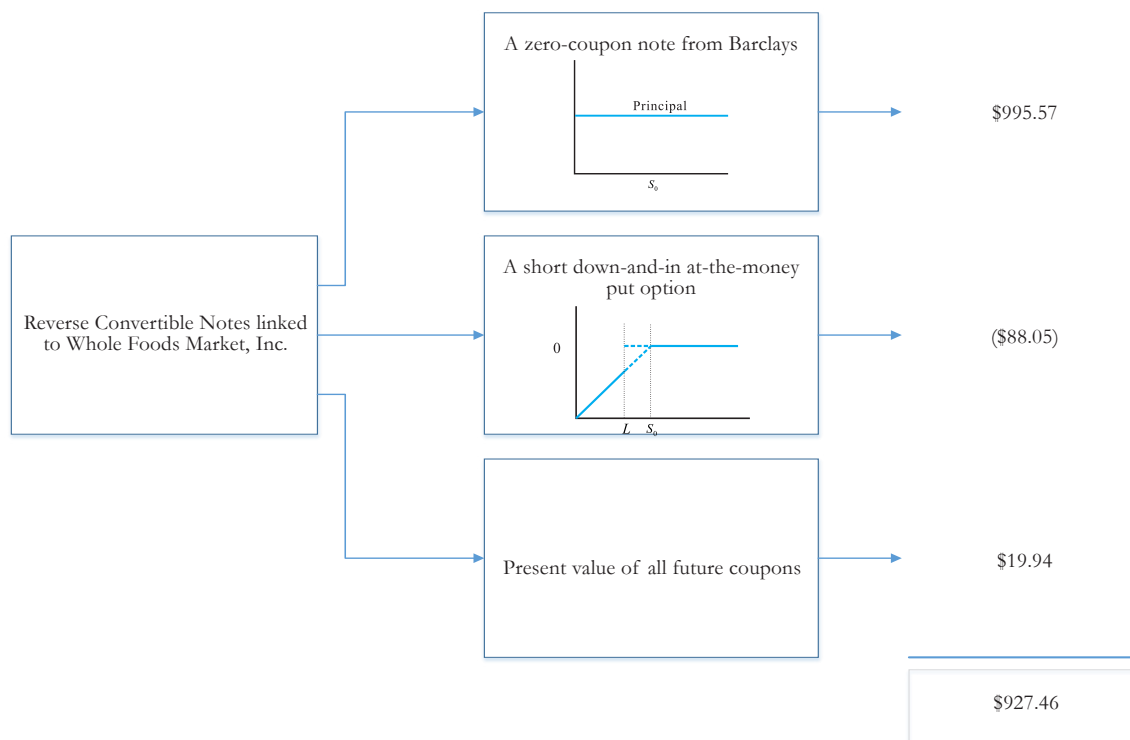 A zero-coupon note from Barclays
Principal
S₀
$995.57
Reverse Convertible Notes linked
to Whole Foods Market, Inc.
A short down-and-in at-the-money
put option
0
L S₀
($88.05)
Present value of all future coupons
$19.94
$927.46